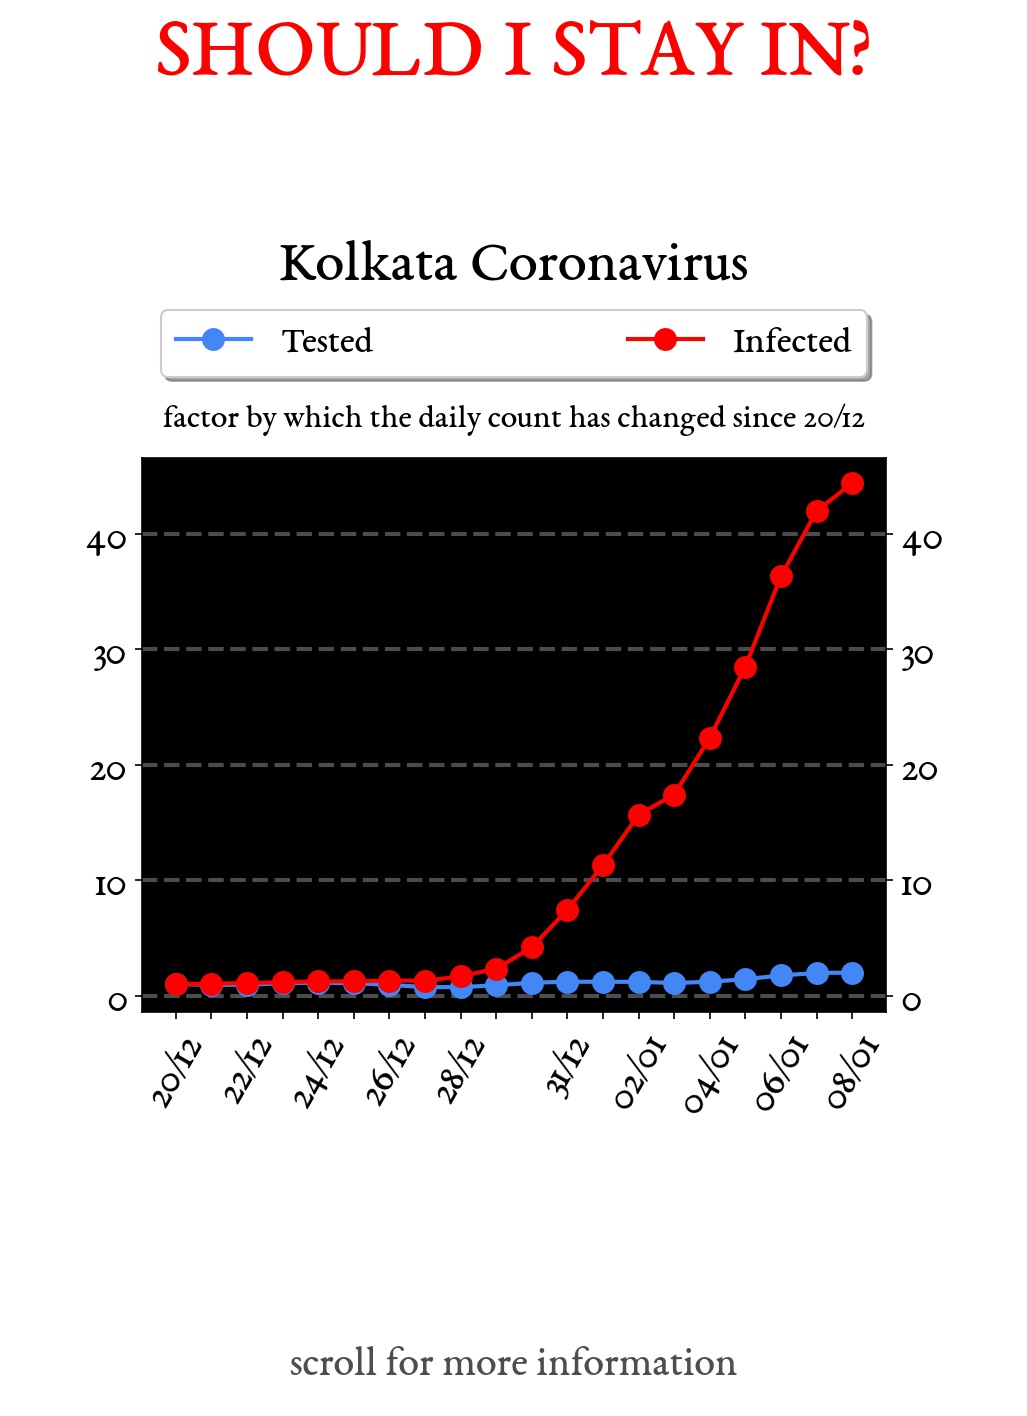 SHOULD I STAY IN?
Kolkata Coronavirus
Tested Infected
factor by which the daily count has changed since 20/12
40 40
30 30
20 20
10 10
0 0
20/12 22/12 24/12 26/12 28/12 31/12 02/01 04/01 06/01 08/01
scroll for more information